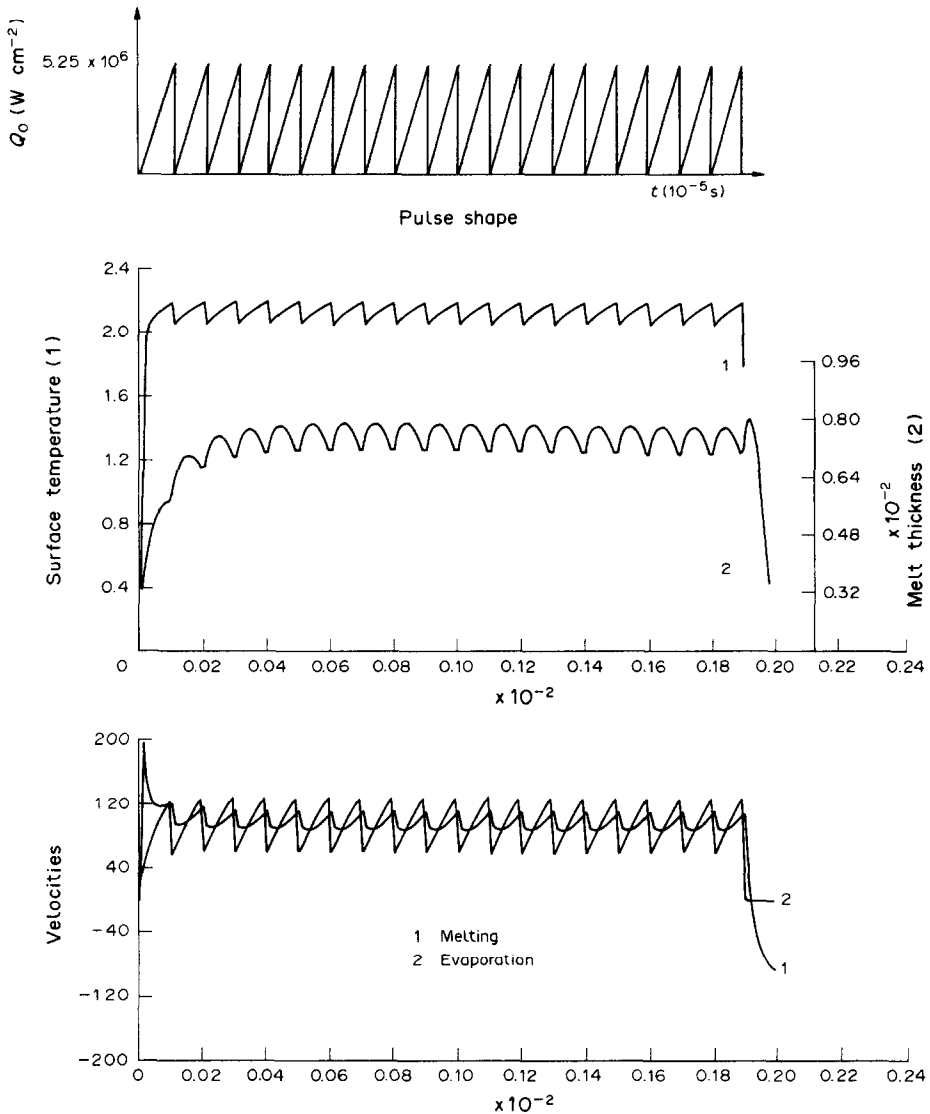 Q₀ (W cm⁻²)
5.25 × 10⁶
t (10⁻⁵s)
Pulse shape
Surface temperature (1)
2.4
2.0
1.6
1.2
0.8
0.4
1
2
0.96
0.80
0.64
0.48
0.32
× 10⁻²
Melt thickness (2)
0 0.02 0.04 0.06 0.08 0.10 0.12 0.14 0.16 0.18 0.20 0.22 0.24
× 10⁻²
Velocities
200
120
40
−40
−120
−200
1 Melting
2 Evaporation
2
1
0 0.02 0.04 0.06 0.08 0.10 0.12 0.14 0.16 0.18 0.20 0.22 0.24
× 10⁻²